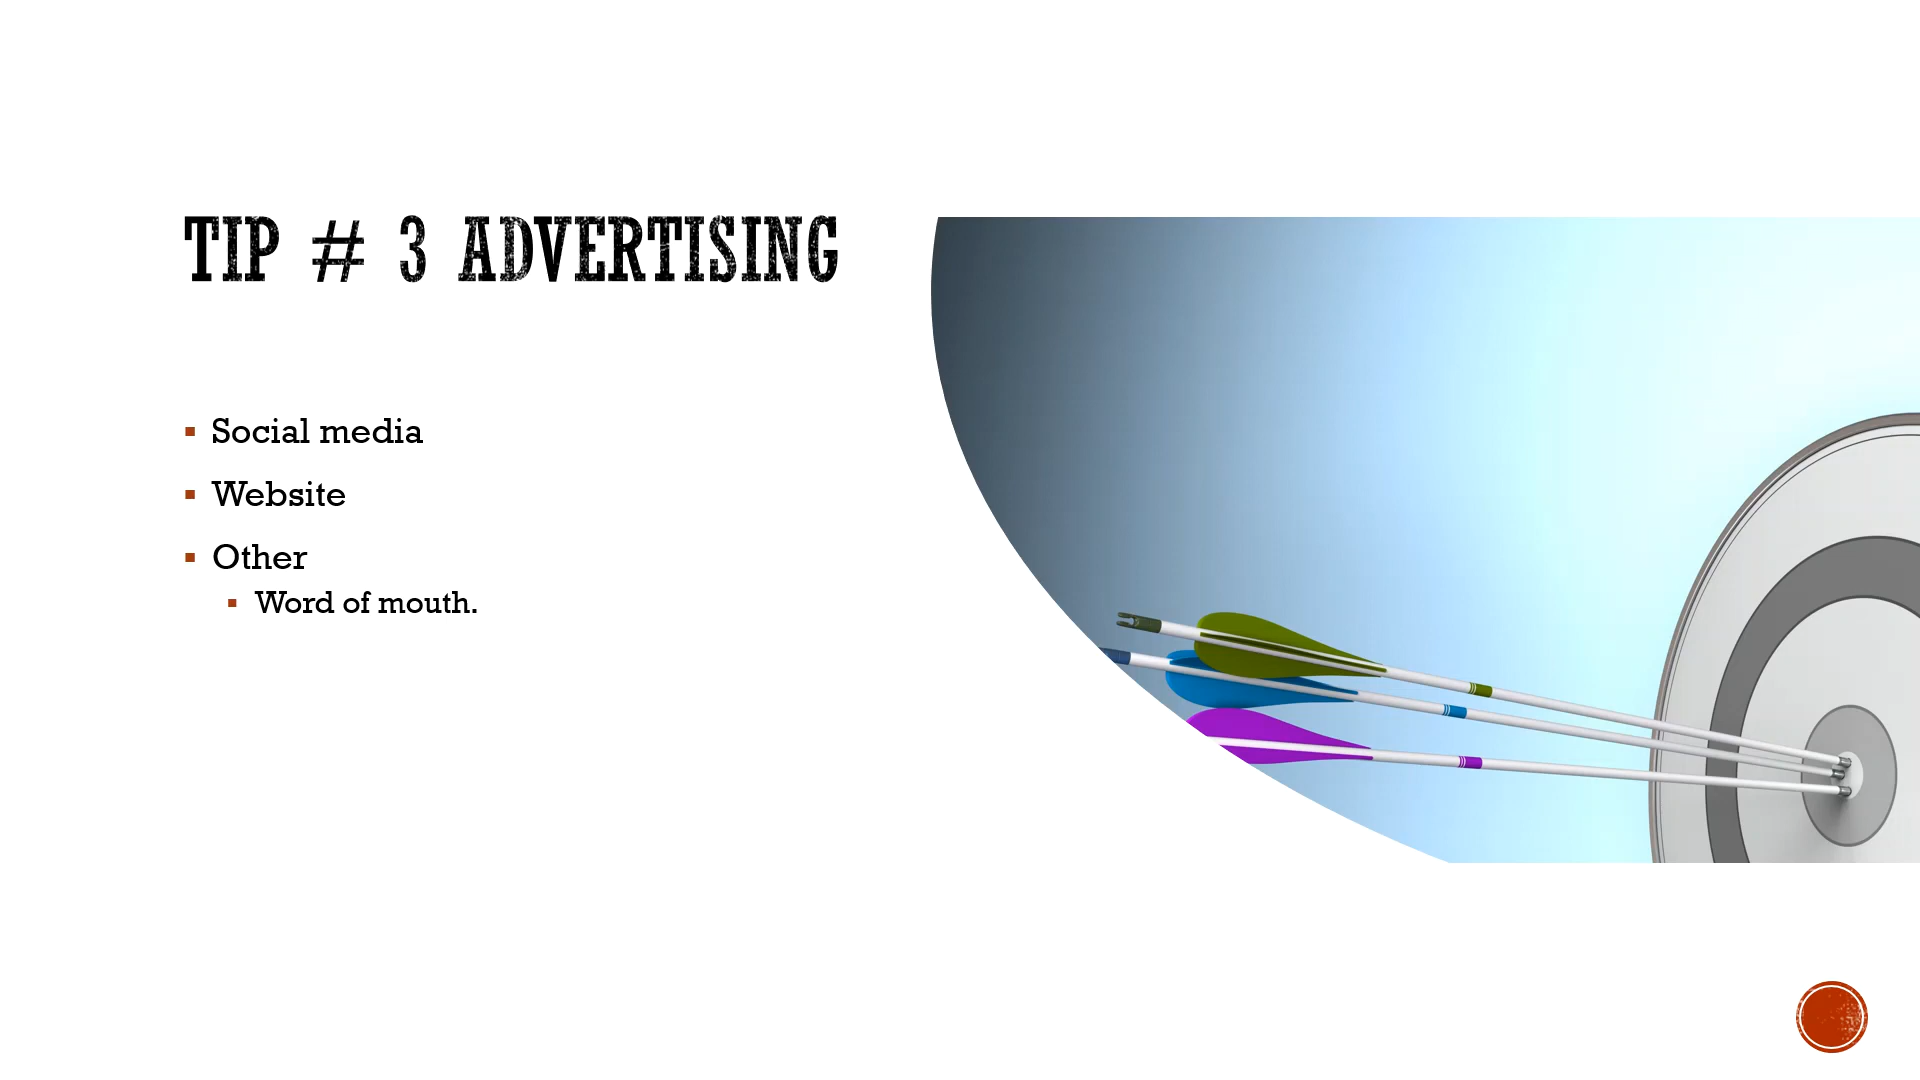 TIP # 3 ADVERTISING
Social media
Website
Other
Word of mouth.